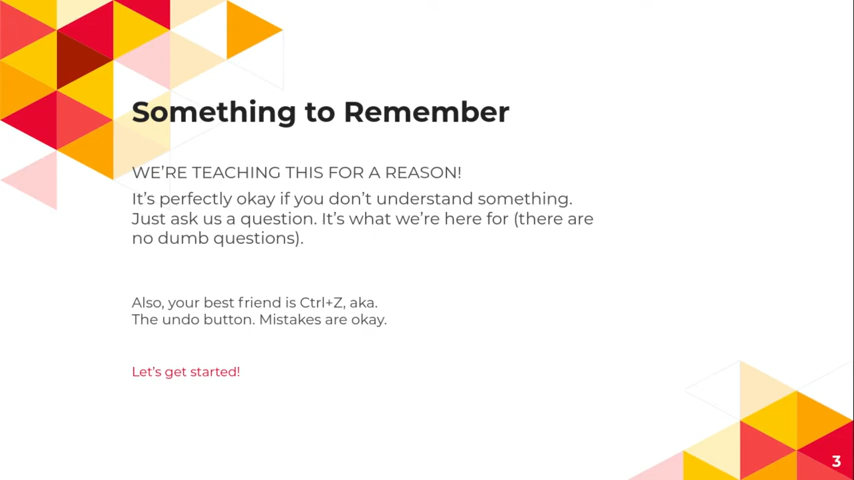 Something to Remember
WE’RE TEACHING THIS FOR A REASON!
It’s perfectly okay if you don’t understand something.
Just ask us a question. It’s what we’re here for (there are
no dumb questions).
Also, your best friend is Ctrl+Z, aka.
The undo button. Mistakes are okay.
Let’s get started!
3